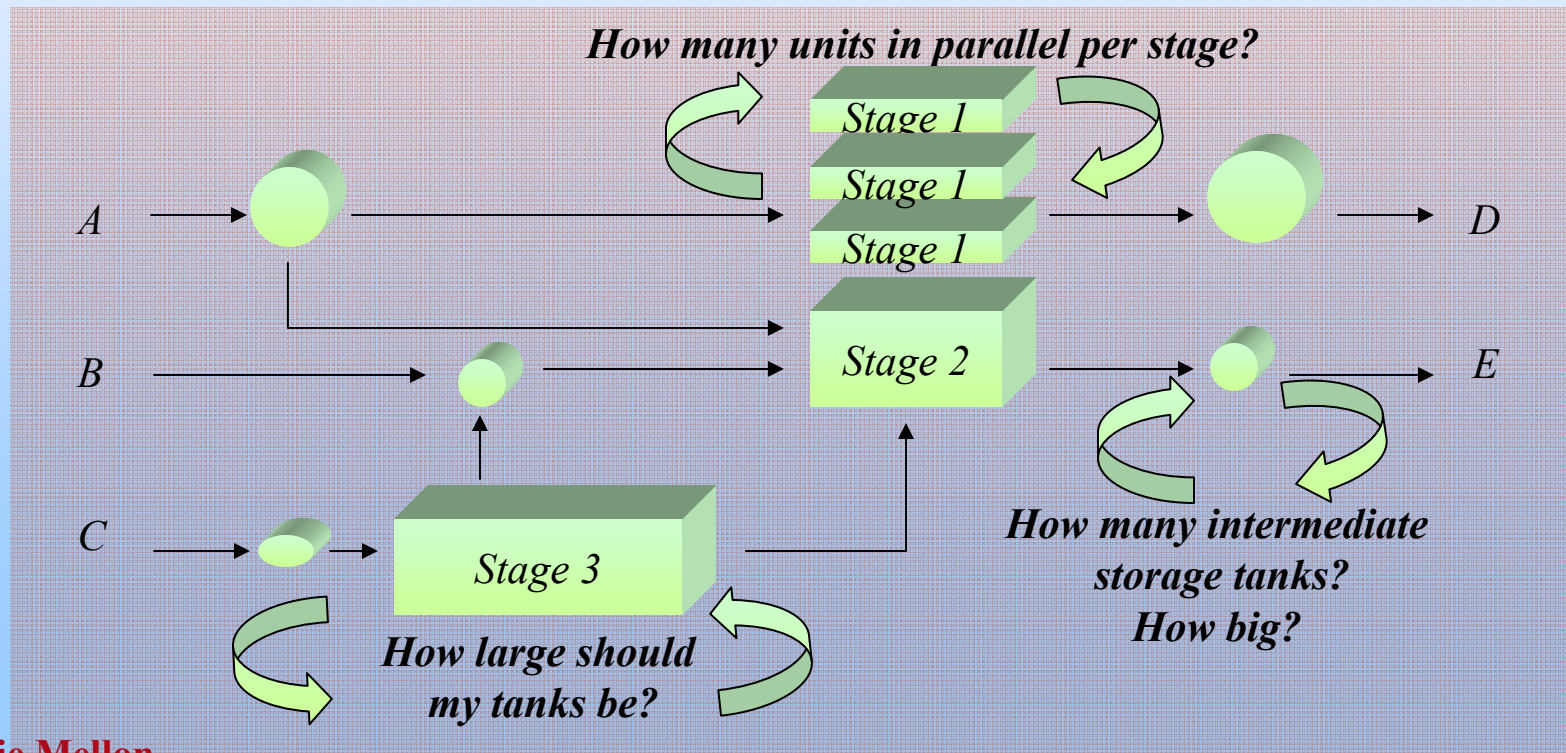 How many units in parallel per stage?
Stage 1
Stage 1
A
Stage 1
D
B
Stage 2
E
C
Stage 3
How many intermediate
storage tanks?
How big?
How large should
my tanks be?
Mellon